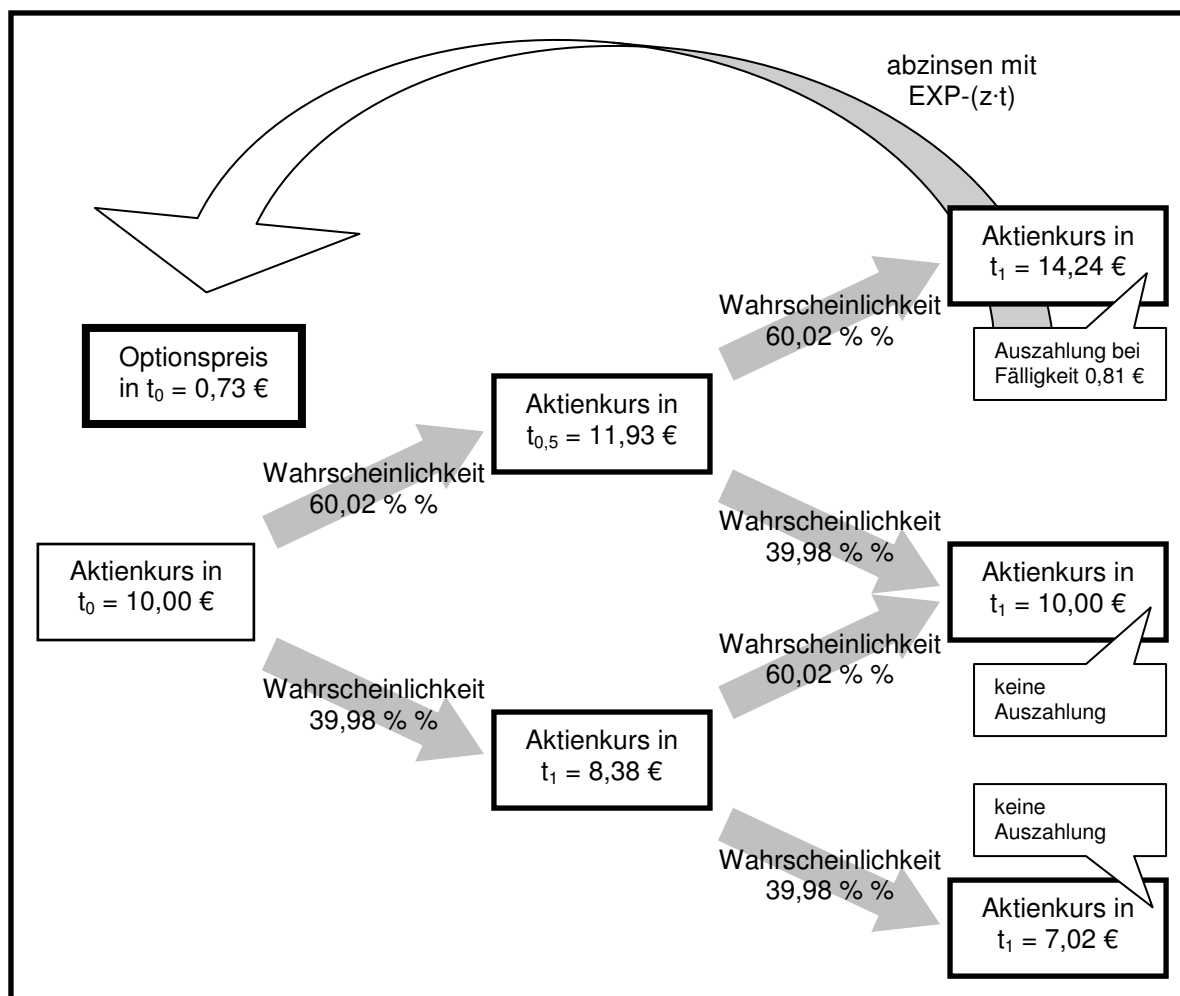 abzinsen mit
EXP-(z·t)
Aktienkurs in
t₁ = 14,24 €
Auszahlung bei
Fälligkeit 0,81 €
Wahrscheinlichkeit
60,02 % %
Optionspreis
in t₀ = 0,73 €
Aktienkurs in
t₀,₅ = 11,93 €
Wahrscheinlichkeit
60,02 % %
Wahrscheinlichkeit
39,98 % %
Aktienkurs in
t₀ = 10,00 €
Aktienkurs in
t₁ = 10,00 €
Wahrscheinlichkeit
60,02 % %
Wahrscheinlichkeit
39,98 % %
keine
Auszahlung
Aktienkurs in
t₁ = 8,38 €
keine
Auszahlung
Wahrscheinlichkeit
39,98 % %
Aktienkurs in
t₁ = 7,02 €